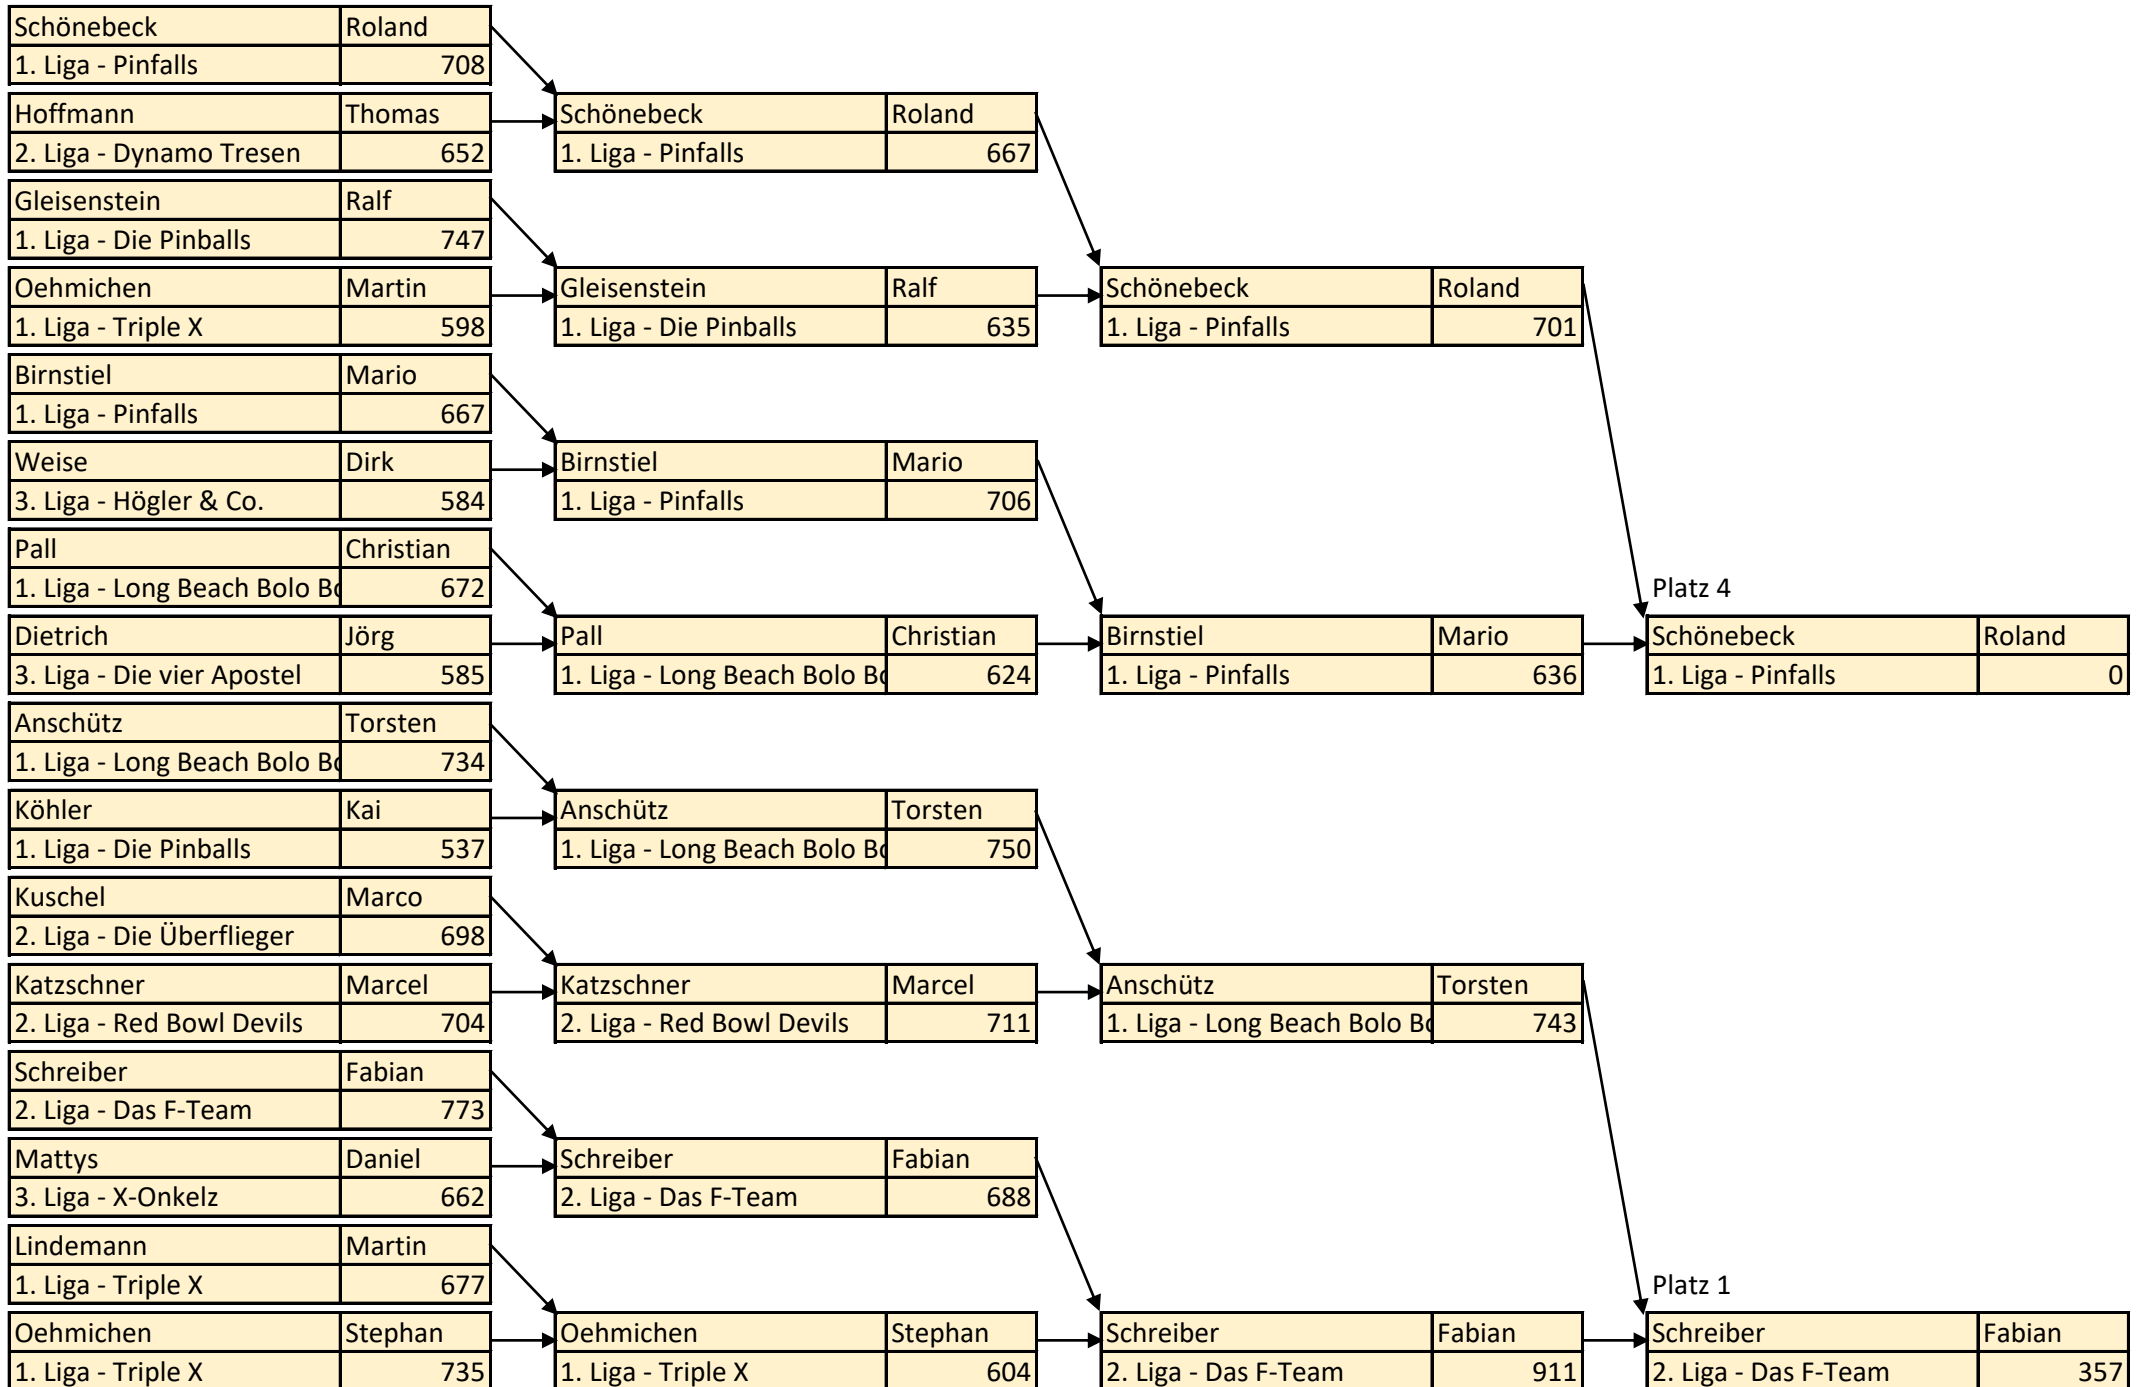 Schönebeck Roland
1. Liga - Pinfalls 708
Hoffmann Thomas Schönebeck Roland
2. Liga - Dynamo Tresen 652 1. Liga - Pinfalls 667
Gleisenstein Ralf
1. Liga - Die Pinballs 747
Oehmichen Martin Gleisenstein Ralf Schönebeck Roland
1. Liga - Triple X 598 1. Liga - Die Pinballs 635 1. Liga - Pinfalls 701
Birnstiel Mario
1. Liga - Pinfalls 667
Weise Dirk Birnstiel Mario
3. Liga - Högler & Co. 584 1. Liga - Pinfalls 706
Pall Christian
1. Liga - Long Beach Bolo 672 Platz 4
Dietrich Jörg Pall Christian Birnstiel Mario Schönebeck Roland
3. Liga - Die vier Apostel 585 1. Liga - Long Beach Bolo 624 1. Liga - Pinfalls 636 1. Liga - Pinfalls 0
Anschütz Torsten
1. Liga - Long Beach Bolo 734
Köhler Kai Anschütz Torsten
1. Liga - Die Pinballs 537 1. Liga - Long Beach Bolo 750
Kuschel Marco
2. Liga - Die Überflieger 698
Katzschner Marcel Katzschner Marcel Anschütz Torsten
2. Liga - Red Bowl Devils 704 2. Liga - Red Bowl Devils 711 1. Liga - Long Beach Bolo 743
Schreiber Fabian
2. Liga - Das F-Team 773
Mattys Daniel Schreiber Fabian
3. Liga - X-Onkelz 662 2. Liga - Das F-Team 688
Lindemann Martin
1. Liga - Triple X 677 Platz 1
Oehmichen Stephan Oehmichen Stephan Schreiber Fabian Schreiber Fabian
1. Liga - Triple X 735 1. Liga - Triple X 604 2. Liga - Das F-Team 911 2. Liga - Das F-Team 357